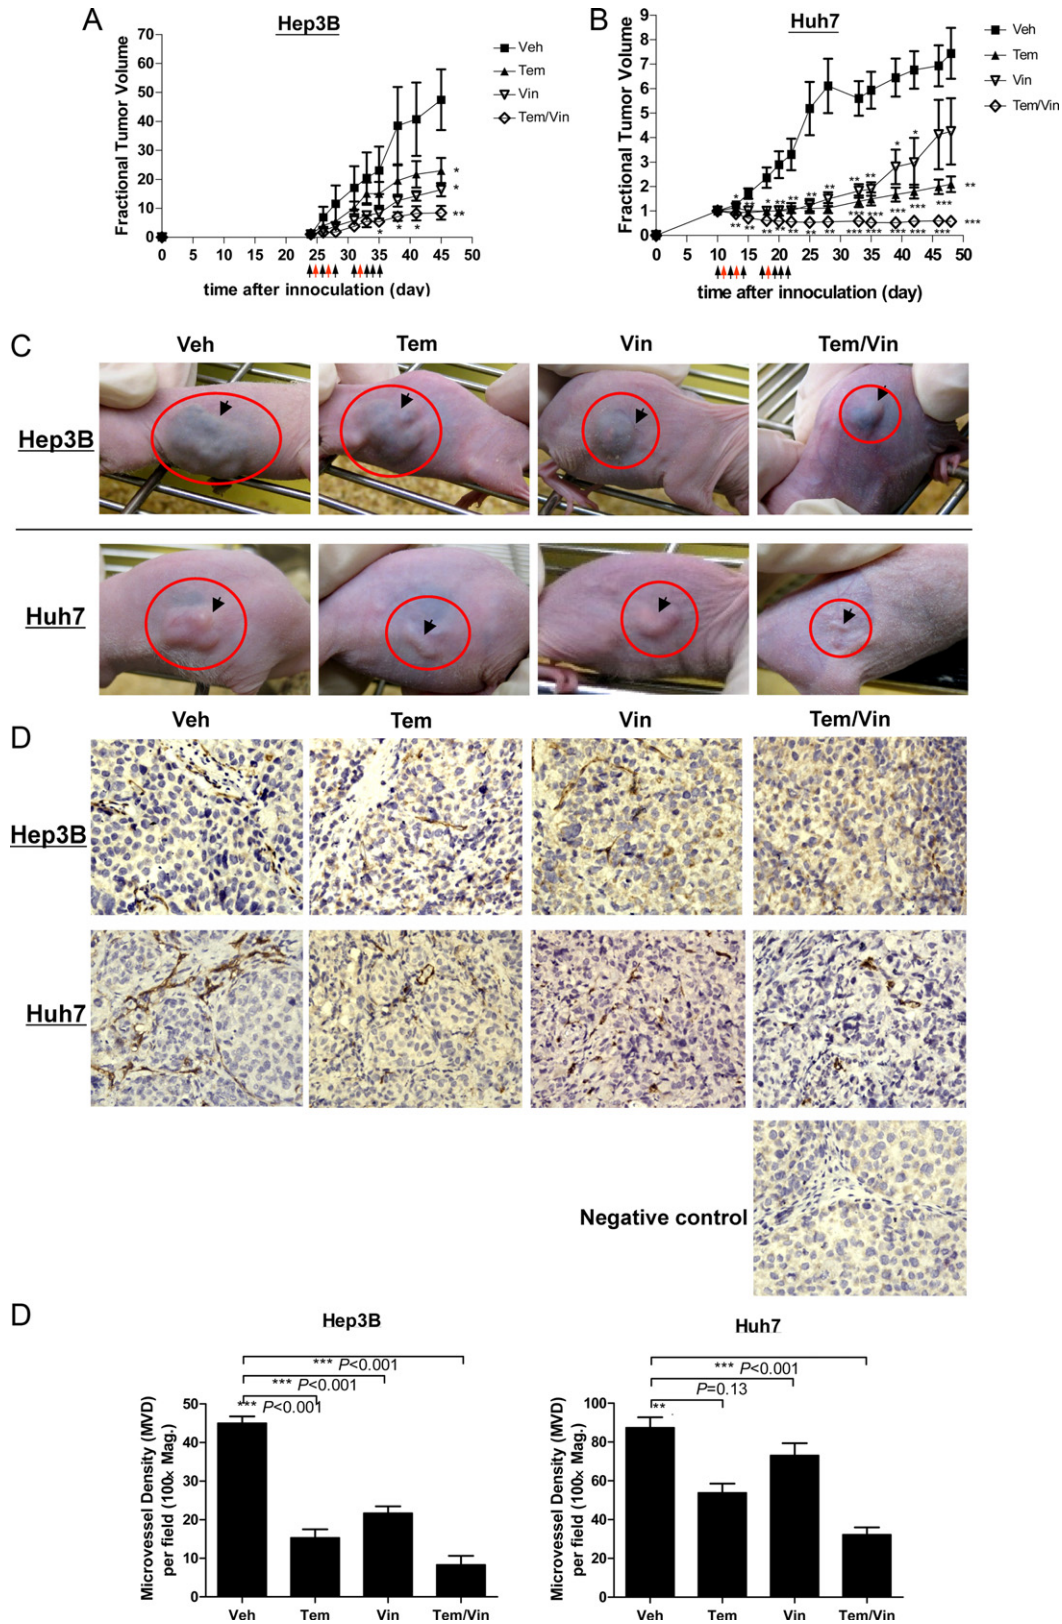 A
Hep3B
Fractional Tumor Volume
70
60
50
40
30
20
10
0
0 5 10 15 20 25 30 35 40 45 50
time after innoculation (day)
Veh
Tem
Vin
Tem/Vin
*
*
**
* * *
B
Huh7
Fractional Tumor Volume
9
8
7
6
5
4
3
2
1
0
0 5 10 15 20 25 30 35 40 45 50
time after innoculation (day)
Veh
Tem
Vin
Tem/Vin
**
***
C
Veh Tem Vin Tem/Vin
Hep3B
Huh7
D
Veh Tem Vin Tem/Vin
Hep3B
Huh7
Negative control
D
Hep3B
*** P<0.001
*** P<0.001
*** P<0.001
Microvessel Density (MVD)
per field (100x Mag.)
50
40
30
20
10
0
Veh Tem Vin Tem/Vin
Huh7
*** P<0.001
P=0.13
**
Microvessel Density (MVD)
per field (100x Mag.)
100
80
60
40
20
0
Veh Tem Vin Tem/Vin